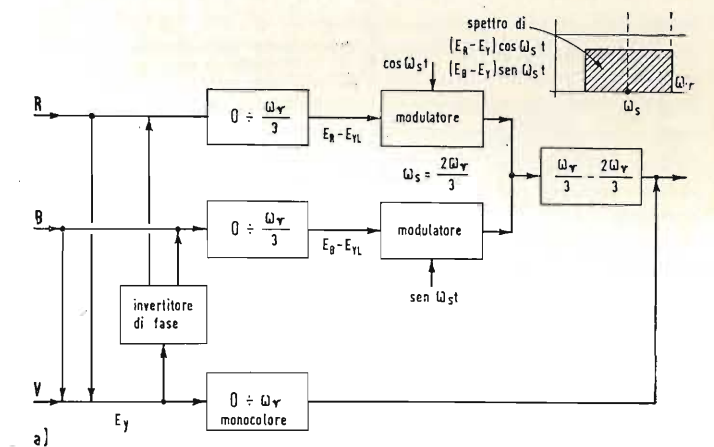 spettro di
(E_R-E_Y) cos ω_s t
(E_B-E_Y) sen ω_s t
ω_r
ω_s
cos ω_s t
R
0 ÷ ω_r/3
E_R-E_YL
modulatore
ω_s = 2ω_r/3
ω_r/3 - 2ω_r/3
B
0 ÷ ω_r/3
E_B-E_YL
modulatore
sen ω_s t
invertitore
di fase
V
E_y
0 ÷ ω_r
monocolore
a)